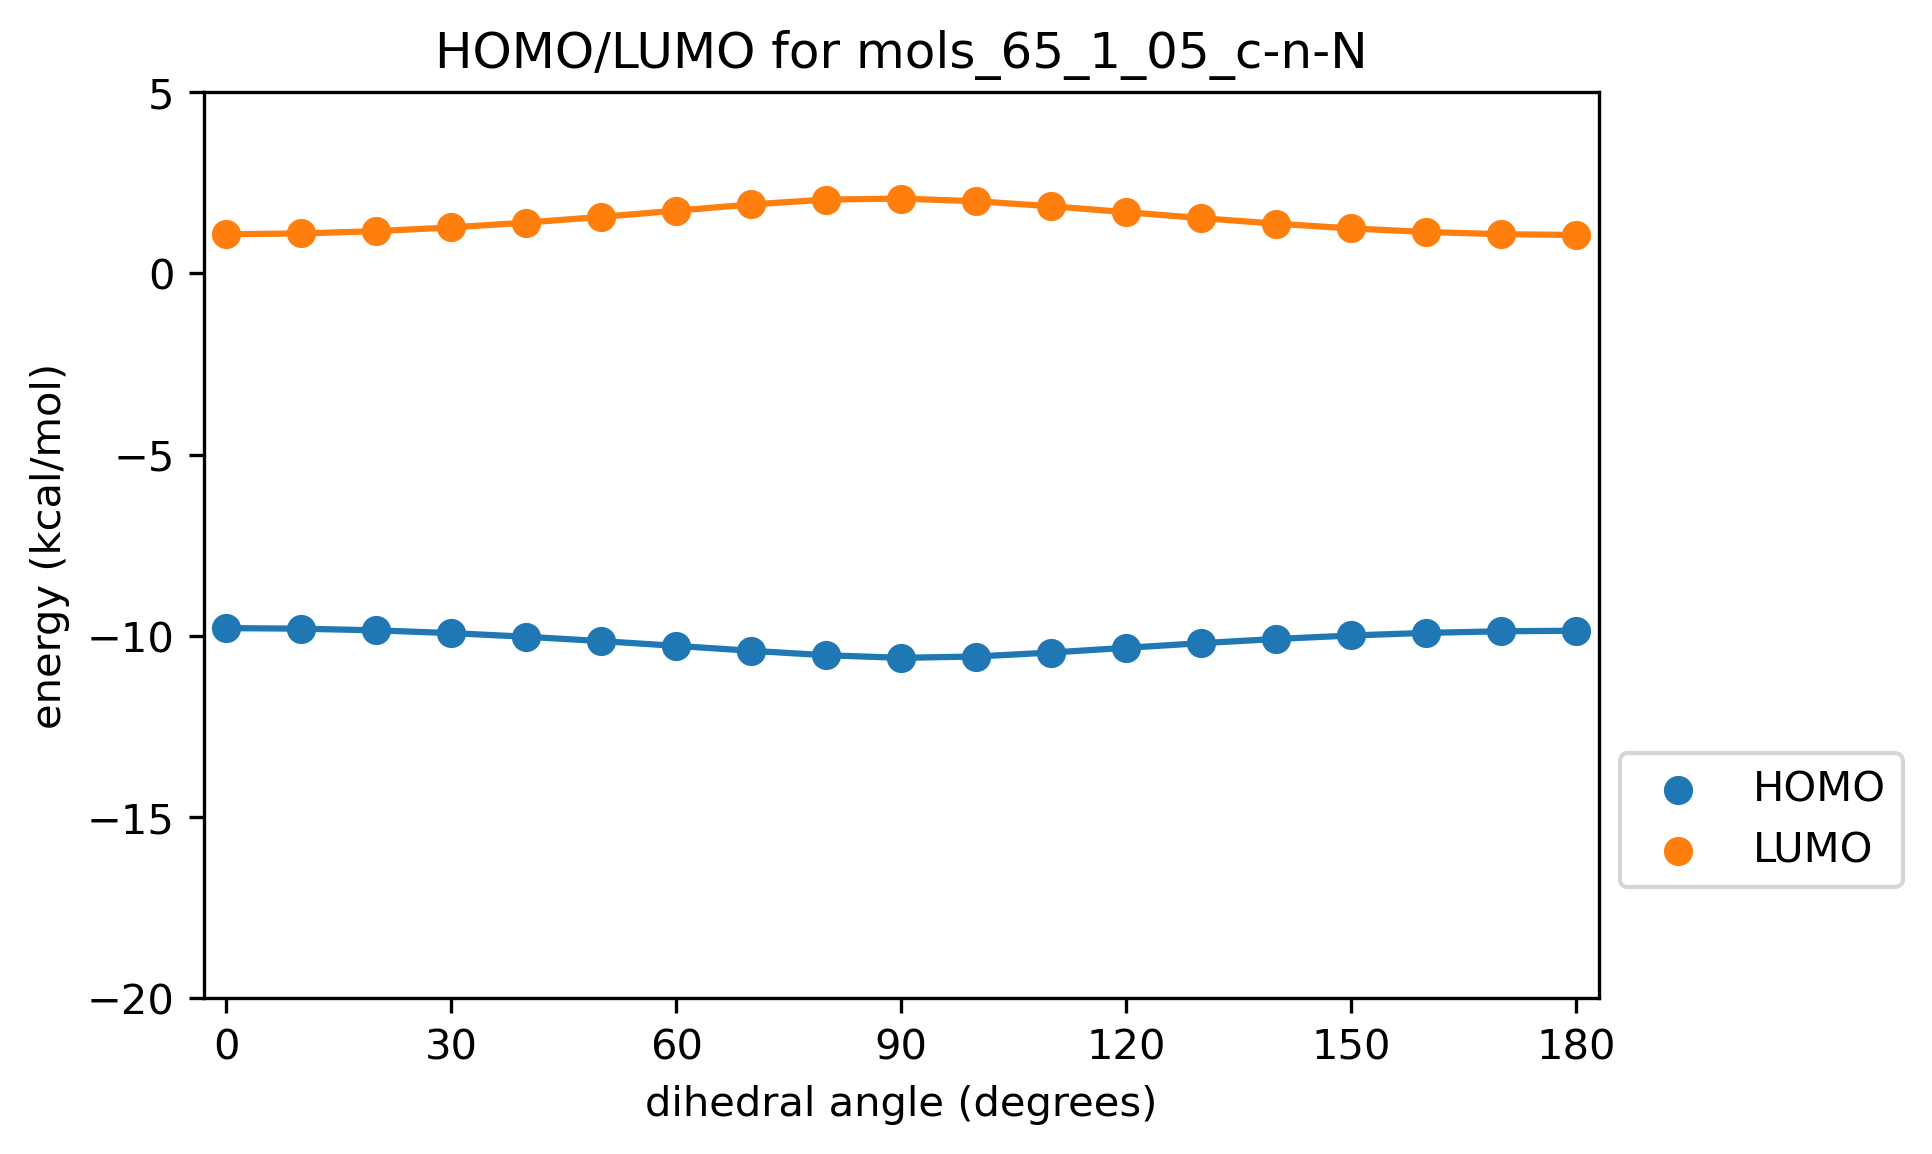 HOMO/LUMO for mols_65_1_05_c-n-N
5
0
−5
−10
−15
−20
energy (kcal/mol)
0 30 60 90 120 150 180
dihedral angle (degrees)
HOMO
LUMO